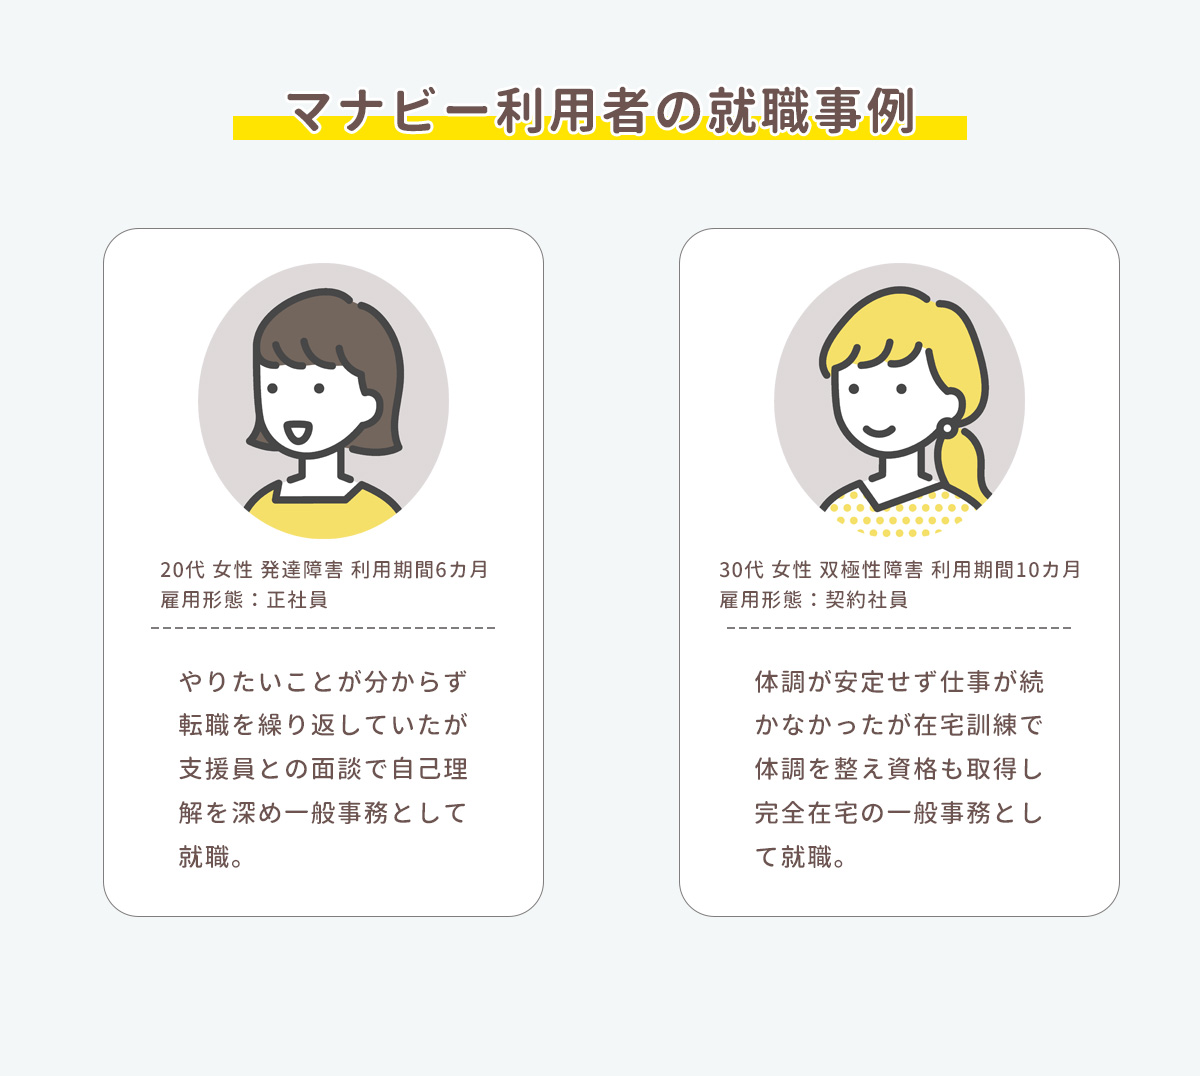 マナビー利用者の就職事例
20代 女性 発達障害 利用期間6カ月
雇用形態：正社員
やりたいことが分からず
転職を繰り返していたが
支援員との面談で自己理
解を深め一般事務として
就職。
30代 女性 双極性障害 利用期間10カ月
雇用形態：契約社員
体調が安定せず仕事が続
かなかったが在宅訓練で
体調を整え資格も取得し
完全在宅の一般事務とし
て就職。